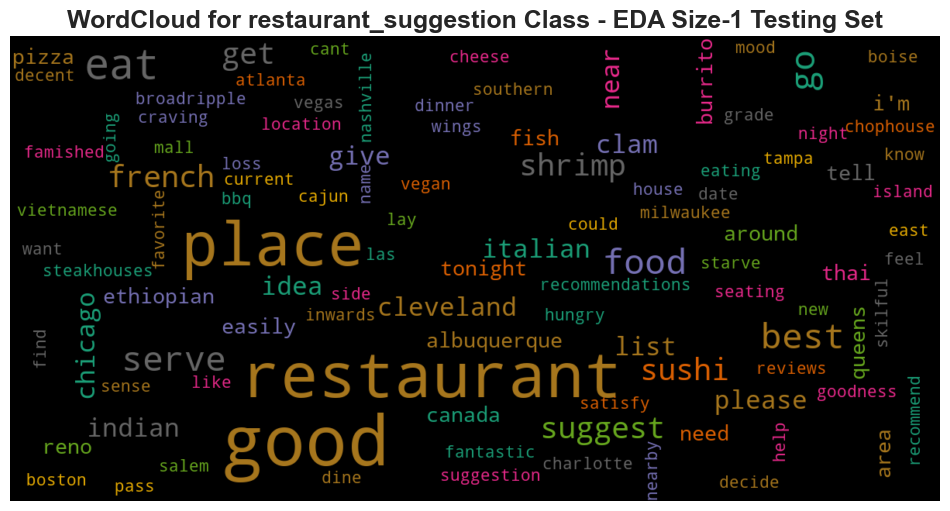 WordCloud for restaurant_suggestion Class - EDA Size-1 Testing Set
pizza
eat
get
cant
cheese
near
burrito
mood
go
boise
decent
atlanta
nashville
southern
broadripple
vegas
dinner
i'm
craving
location
wings
grade
night
chophouse
going
mall
give
fish
clam
famished
loss
shrimp
tampa
know
french
current
name
vegan
eating
tell
bbq
cajun
house
date
island
vietnamese
favorite
lay
milwaukee
could
around
east
want
place
las
italian
food
steakhouses
tonight
starve
thai
feel
idea
side
recommendations
seating
skilful
ethiopian
cleveland
chicago
inwards
hungry
new
easily
queens
find
serve
albuquerque
list
best
sense
like
restaurant
sushi
reviews
satisfy
please
goodness
indian
good
canada
suggest
need
help
area
recommend
reno
fantastic
salem
suggestion
charlotte
nearby
boston
pass
dine
decide